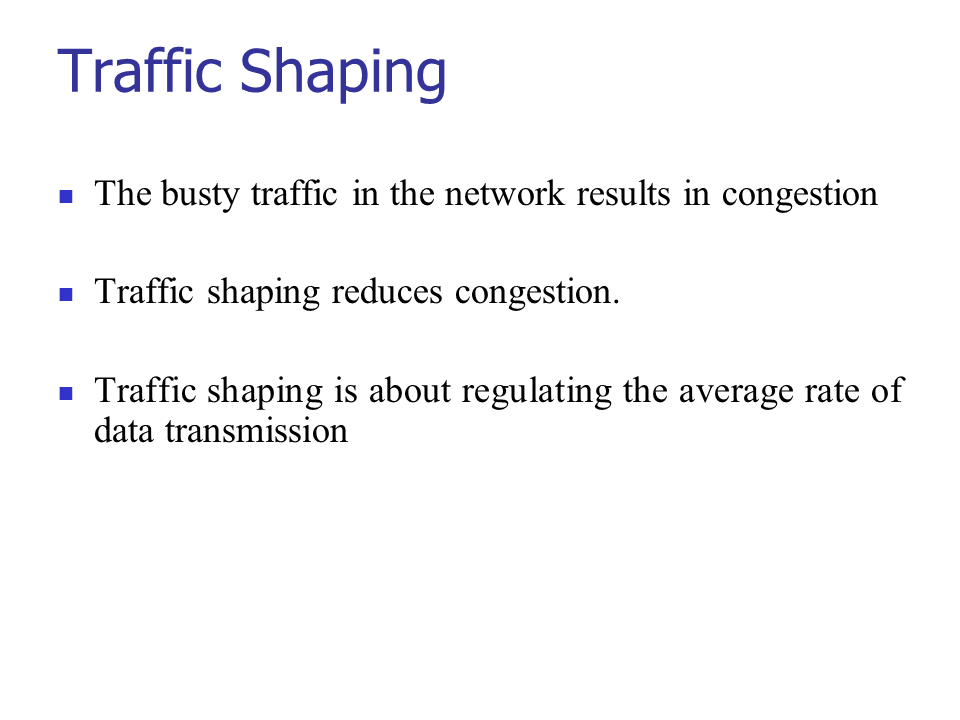 Traffic Shaping
The busty traffic in the network results in congestion
Traffic shaping reduces congestion.
Traffic shaping is about regulating the average rate of
data transmission